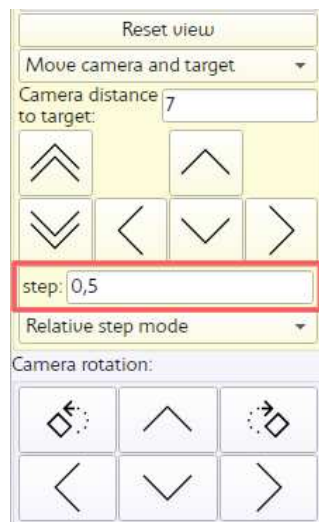 Reset view
Move camera and target
Camera distance
to target:
7
step: 0,5
Relative step mode
Camera rotation: